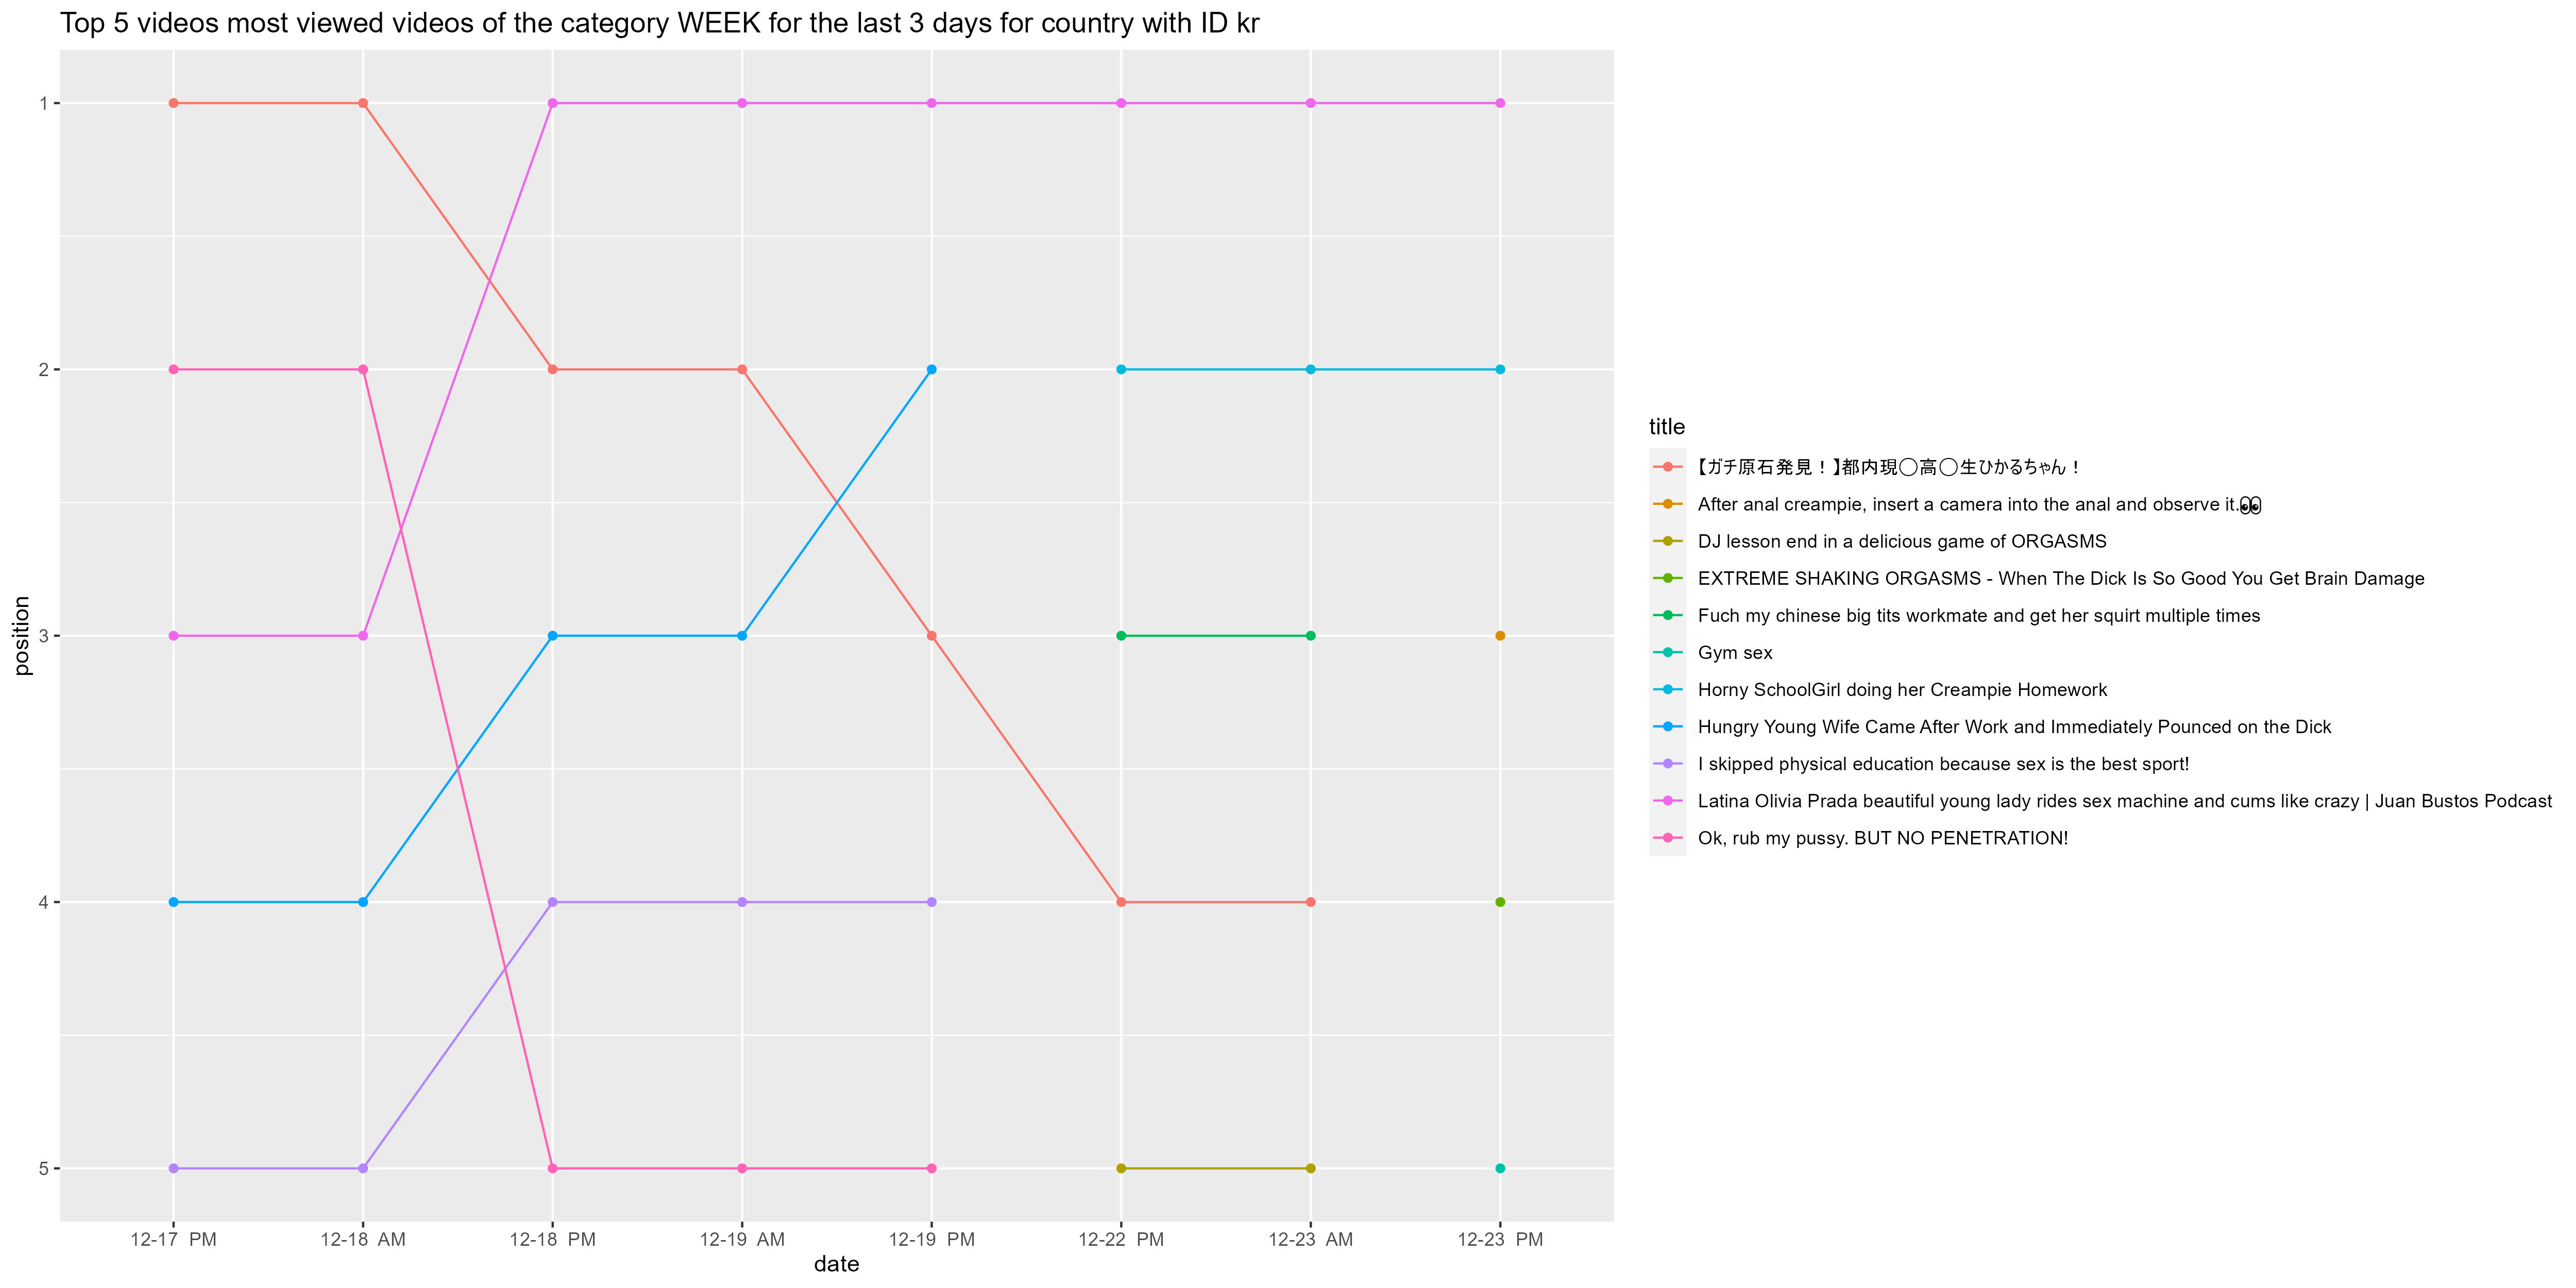 Top 5 videos most viewed videos of the category WEEK for the last 3 days for country with ID kr
position
1
2
3
4
5
12-17 PM
12-18 AM
12-18 PM
12-19 AM
12-19 PM
12-22 PM
12-23 AM
12-23 PM
date
title
【ガチ原石発見！】都内現◯高◯生ひかるちゃん！
After anal creampie, insert a camera into the anal and observe it.👀
DJ lesson end in a delicious game of ORGASMS
EXTREME SHAKING ORGASMS - When The Dick Is So Good You Get Brain Damage
Fuch my chinese big tits workmate and get her squirt multiple times
Gym sex
Horny SchoolGirl doing her Creampie Homework
Hungry Young Wife Came After Work and Immediately Pounced on the Dick
I skipped physical education because sex is the best sport!
Latina Olivia Prada beautiful young lady rides sex machine and cums like crazy | Juan Bustos Podcast
Ok, rub my pussy. BUT NO PENETRATION!